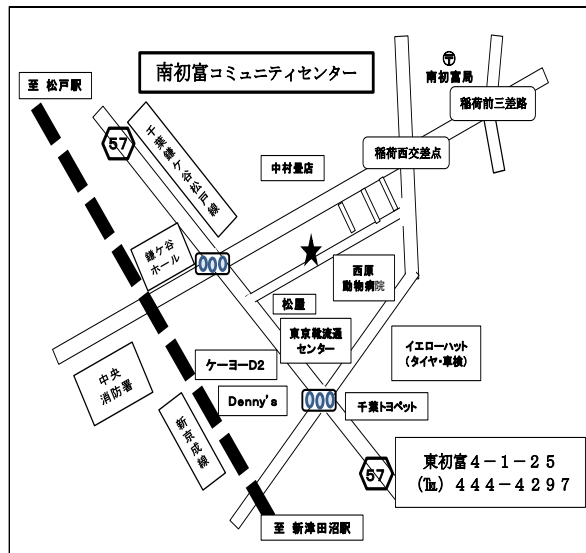 南初富コミュニティセンター
〒
南初富局
至 松戸駅
稲荷前三差路
57
千葉鎌ケ谷松戸線
稲荷西交差点
中村畳店
鎌ケ谷
ホール
★
西原
動物病院
松屋
東京靴流通
センター
イエローハット
(タイヤ・車検)
中央
消防署
ケーヨーD2
Denny's
千葉トヨペット
新京成線
57
東初富4-1-25
(℡) 444-4297
至 新津田沼駅